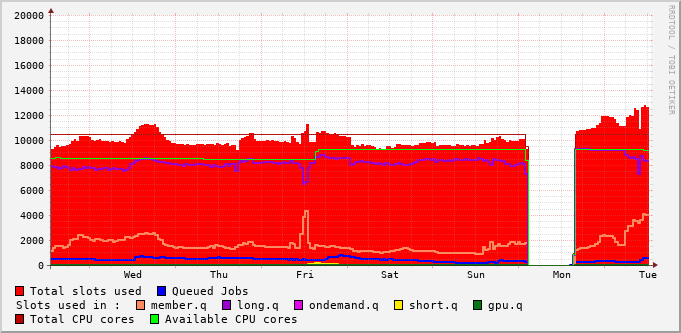 20000
18000
16000
14000
12000
10000
8000
6000
4000
2000
0
Wed Thu Fri Sat Sun Mon Tue
RRDTOOL / TOBI OETIKER
Total slots used Queued Jobs
Slots used in : member.q long.q ondemand.q short.q gpu.q
Total CPU cores Available CPU cores